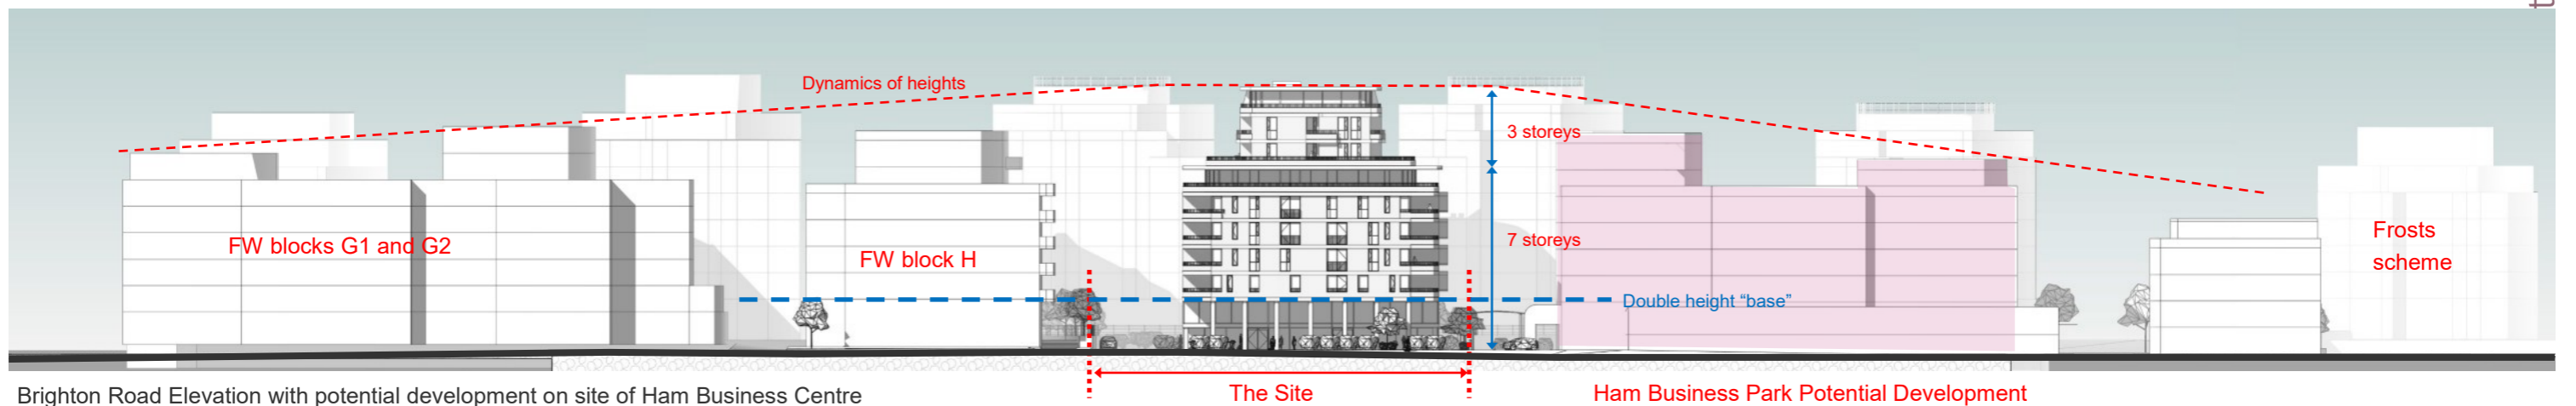 Dynamics of heights
3 storeys
FW blocks G1 and G2
FW block H
7 storeys
Frosts
scheme
Double height “base”
Brighton Road Elevation with potential development on site of Ham Business Centre
The Site
Ham Business Park Potential Development